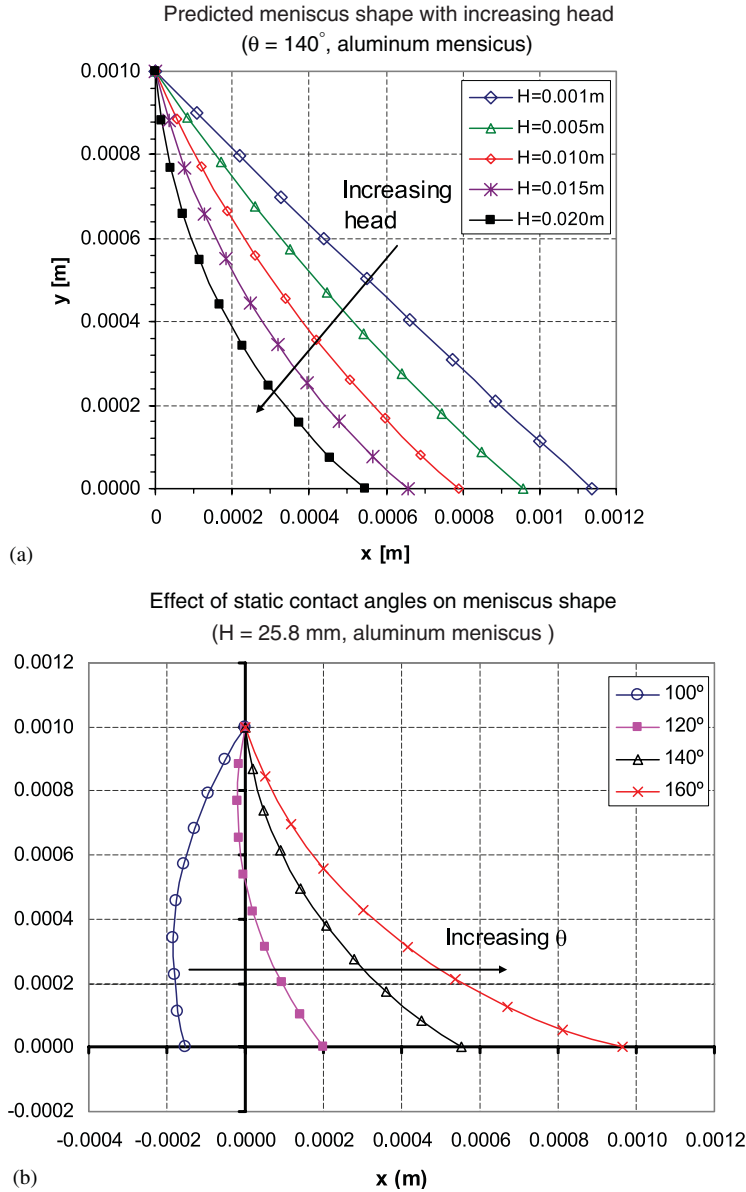 Predicted meniscus shape with increasing head
(θ = 140°, aluminum mensicus)
0.0010
0.0008
0.0006
0.0004
0.0002
0.0000
y [m]
H=0.001m
H=0.005m
H=0.010m
H=0.015m
H=0.020m
Increasing
head
0 0.0002 0.0004 0.0006 0.0008 0.001 0.0012
x [m]
(a)
Effect of static contact angles on meniscus shape
(H = 25.8 mm, aluminum meniscus )
0.0012
0.0010
0.0008
0.0006
0.0004
0.0002
0.0000
-0.0002
100º
120º
140º
160º
Increasing θ
-0.0004 -0.0002 0.0000 0.0002 0.0004 0.0006 0.0008 0.0010 0.0012
x (m)
(b)